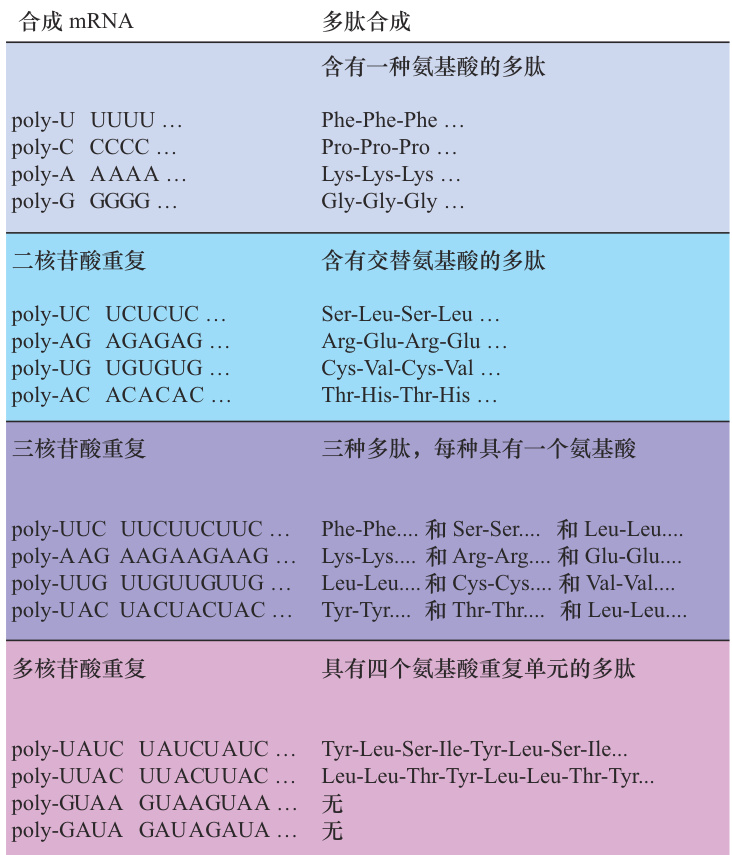 合成 mRNA 多肽合成
含有一种氨基酸的多肽
poly-U UUUU … Phe-Phe-Phe …
poly-C CCCC … Pro-Pro-Pro …
poly-A AAAA … Lys-Lys-Lys …
poly-G GGGG … Gly-Gly-Gly …
二核苷酸重复 含有交替氨基酸的多肽
poly-UC UCUCUC … Ser-Leu-Ser-Leu …
poly-AG AGAGAG … Arg-Glu-Arg-Glu …
poly-UG UGUGUG … Cys-Val-Cys-Val …
poly-AC ACACAC … Thr-His-Thr-His …
三核苷酸重复 三种多肽，每种具有一个氨基酸
poly-UUC UUCUUCUUC … Phe-Phe.... 和 Ser-Ser.... 和 Leu-Leu....
poly-AAG AAGAAGAAG … Lys-Lys.... 和 Arg-Arg.... 和 Glu-Glu....
poly-UUG UUGUUGUUG … Leu-Leu.... 和 Cys-Cys.... 和 Val-Val....
poly-UAC UACUACUAC … Tyr-Tyr.... 和 Thr-Thr.... 和 Leu-Leu....
多核苷酸重复 具有四个氨基酸重复单元的多肽
poly-UAUC UAUCUAUC … Tyr-Leu-Ser-Ile-Tyr-Leu-Ser-Ile...
poly-UUAC UUACUUAC … Leu-Leu-Thr-Tyr-Leu-Leu-Thr-Tyr...
poly-GUAA GUAAGUAA … 无
poly-GAUA GAUAGAUA … 无